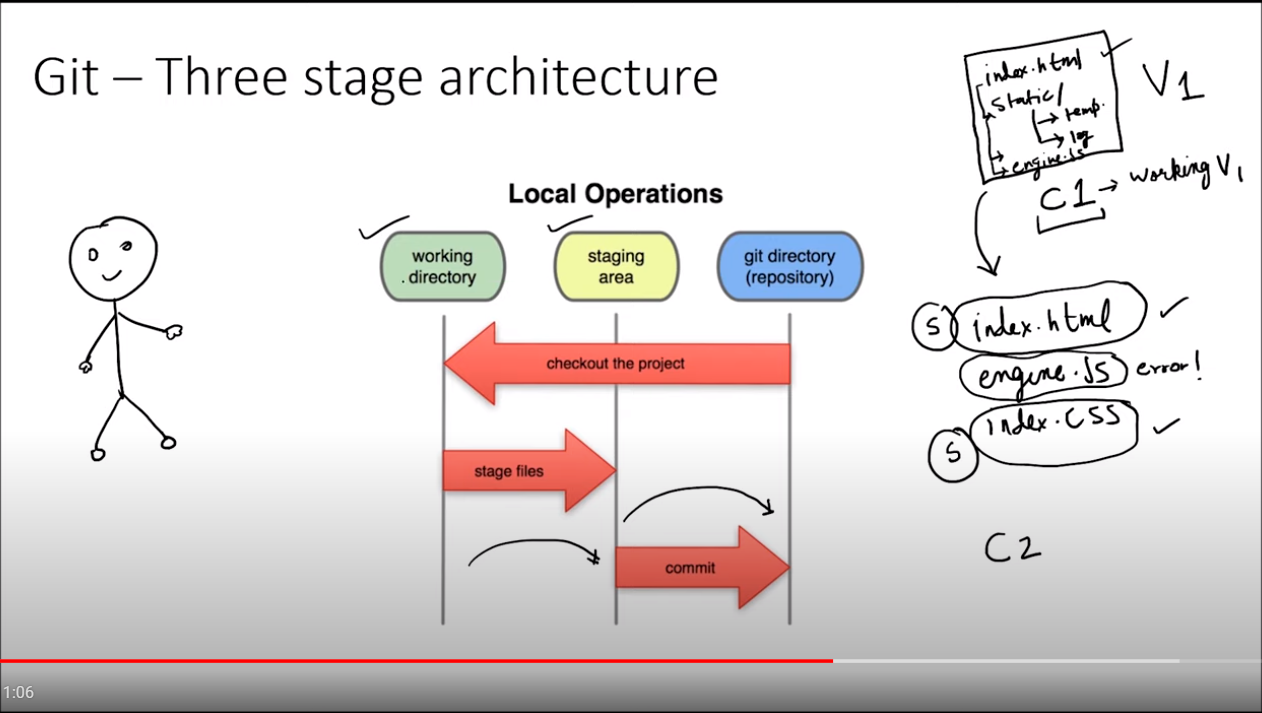 Git – Three stage architecture
Local Operations
working
. directory
staging
area
git directory
(repository)
checkout the project
stage files
commit
index.html
static/
temp.
log
engine.js
V1
C1 → working V1
S
index.html
engine.JS
error!
index.CSS
S
C2
1:06